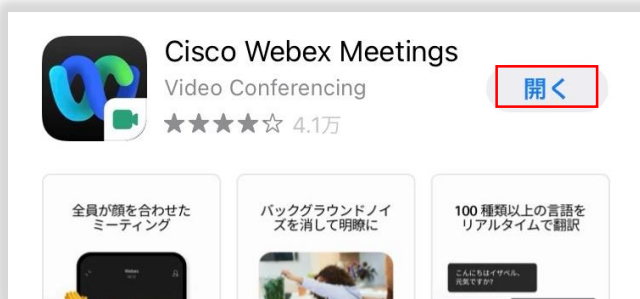 Cisco Webex Meetings
Video Conferencing
開く
4.1万
全員が顔を合わせた
ミーティング
バックグラウンドノイ
ズを消して明瞭に
100 種類以上の言語を
リアルタイムで翻訳
Webex
こんにちはイザベル、
元気ですか?